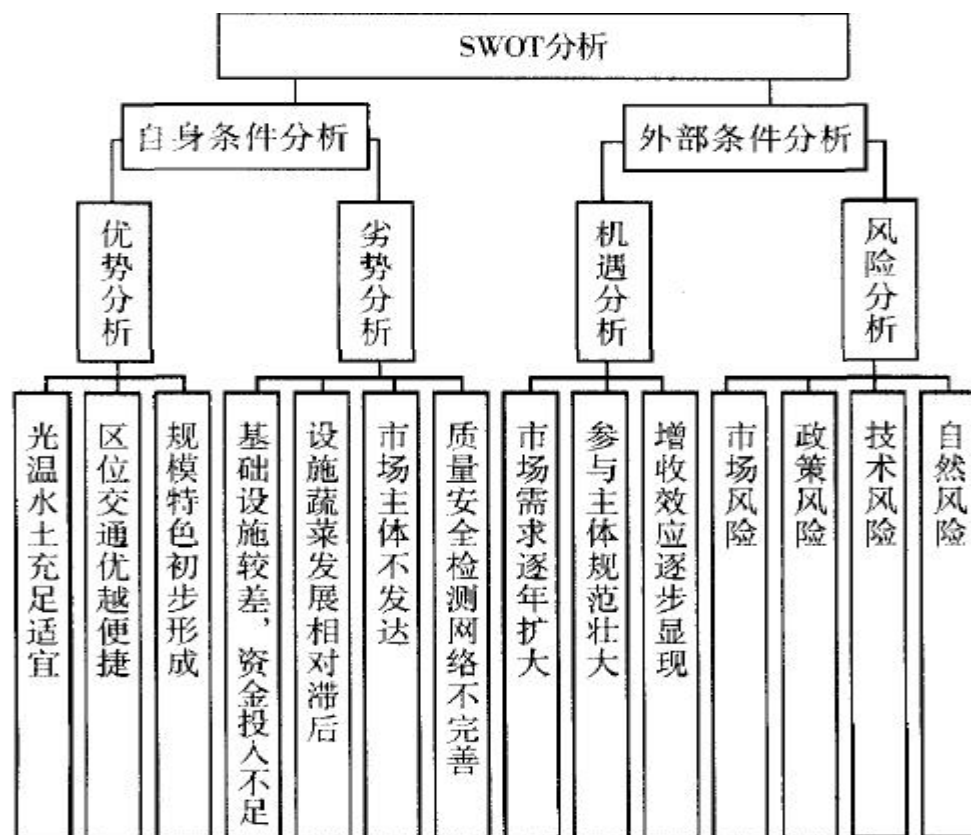 SWOT分析
自身条件分析
外部条件分析
优势分析
劣势分析
机遇分析
风险分析
光温水土充足适宜
区位交通优越便捷
规模特色初步形成
基础设施较差，资金投入不足
设施蔬菜发展相对滞后
市场主体不发达
质量安全检测网络不完善
市场需求逐年扩大
参与主体规范壮大
增收效应逐步显现
市场风险
政策风险
技术风险
自然风险